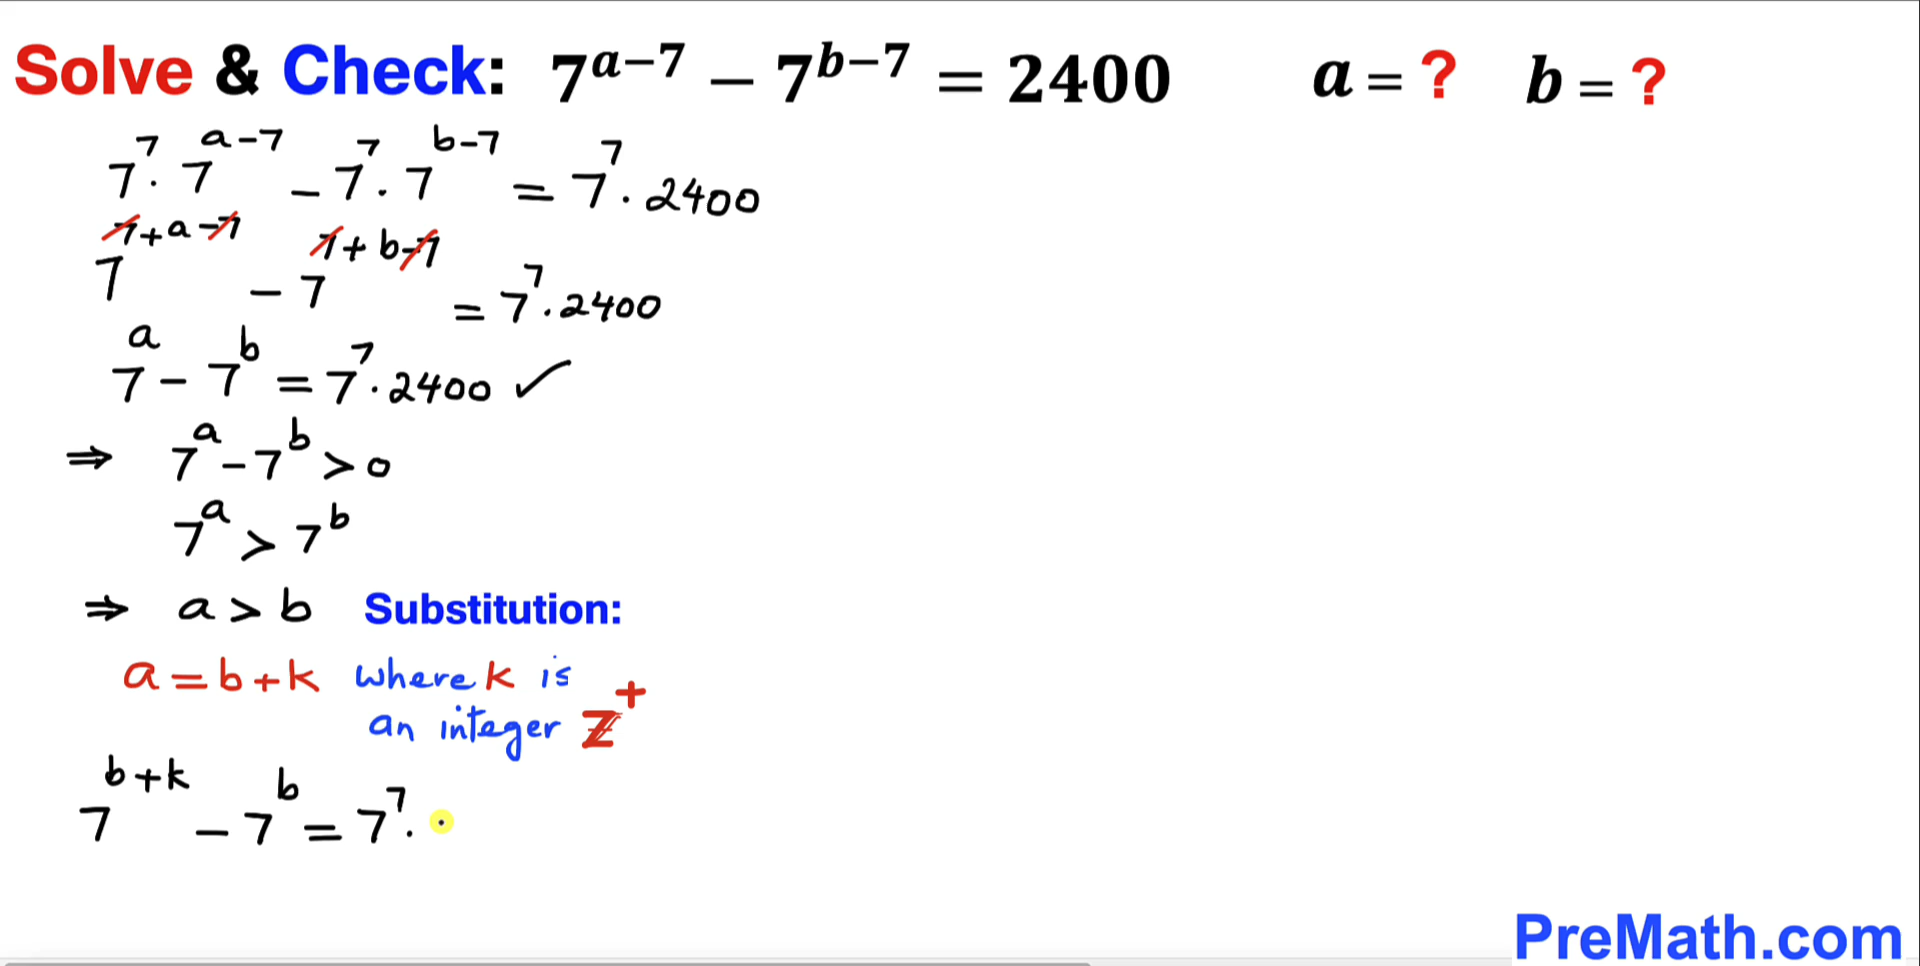 Solve & Check: 7^{a-7} - 7^{b-7} = 2400 a = ? b = ?
7^7 · 7^{a-7} - 7^7 · 7^{b-7} = 7^7 · 2400
7^{7+a-7} - 7^{7+b-7} = 7^7 · 2400
7^a - 7^b = 7^7 · 2400 ✓
⇒ 7^a - 7^b > 0
7^a > 7^b
⇒ a > b Substitution:
a = b + k where k is
an integer Z^+
7^{b+k} - 7^b = 7^7 ·
PreMath.com